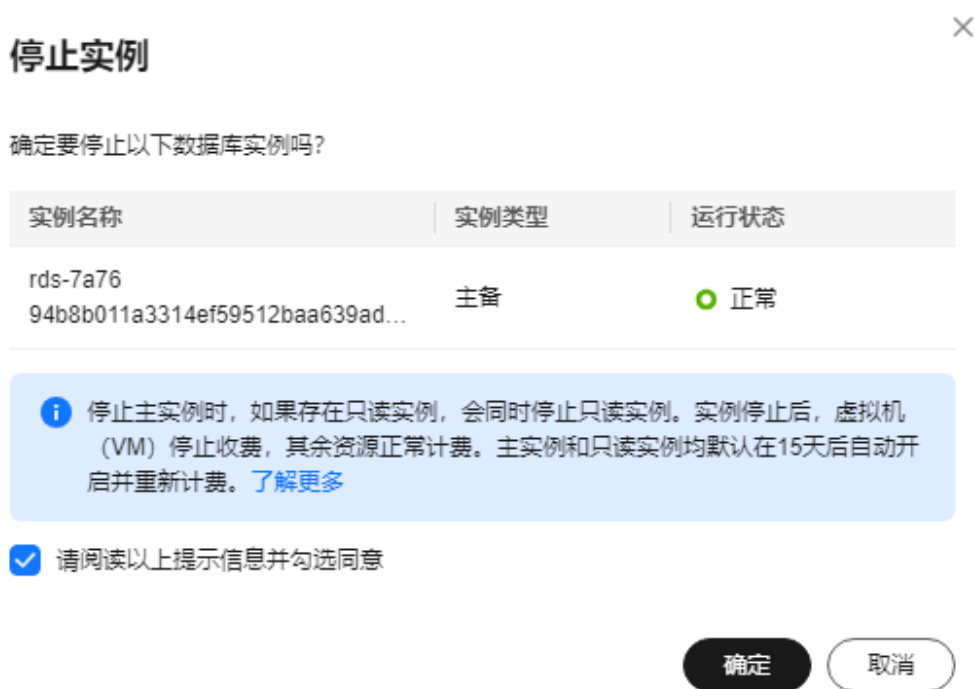 停止实例
确定要停止以下数据库实例吗?
实例名称 实例类型 运行状态
rds-7a76
94b8b011a3314ef59512baa639ad...
主备
正常
停止主实例时，如果存在只读实例，会同时停止只读实例。实例停止后，虚拟机
（VM）停止收费，其余资源正常计费。主实例和只读实例均默认在15天后自动开
启并重新计费。了解更多
请阅读以上提示信息并勾选同意
确定 取消